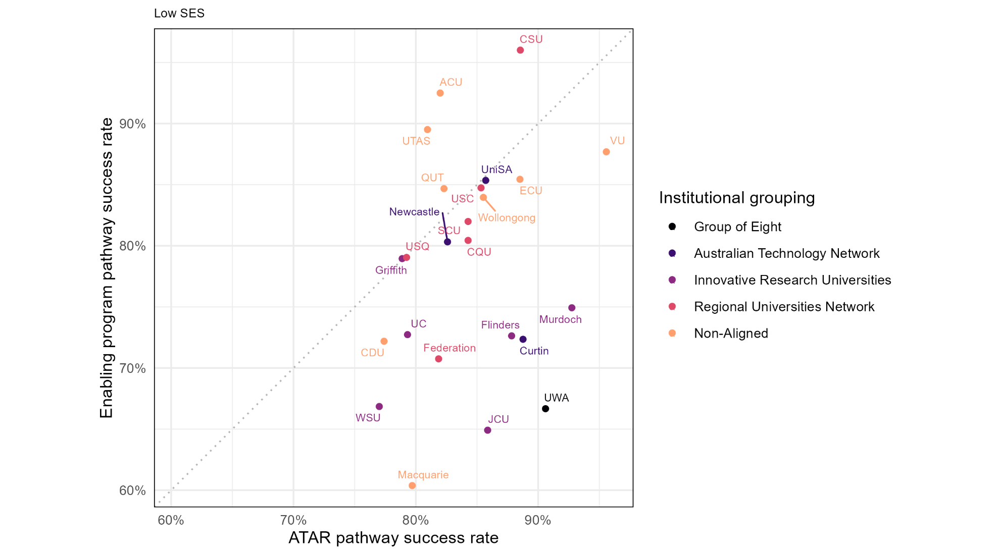 Low SES
CSU
ACU
90%
UTAS
VU
UniSA
QUT
ECU
USC
Newcastle
Wollongong
SCU
80%
USQ
CQU
Griffith
Murdoch
UC
Flinders
CDU
Federation
Curtin
70%
UWA
WSU
JCU
Macquarie
60%
Enabling program pathway success rate
60%
70%
80%
90%
ATAR pathway success rate
Institutional grouping
Group of Eight
Australian Technology Network
Innovative Research Universities
Regional Universities Network
Non-Aligned